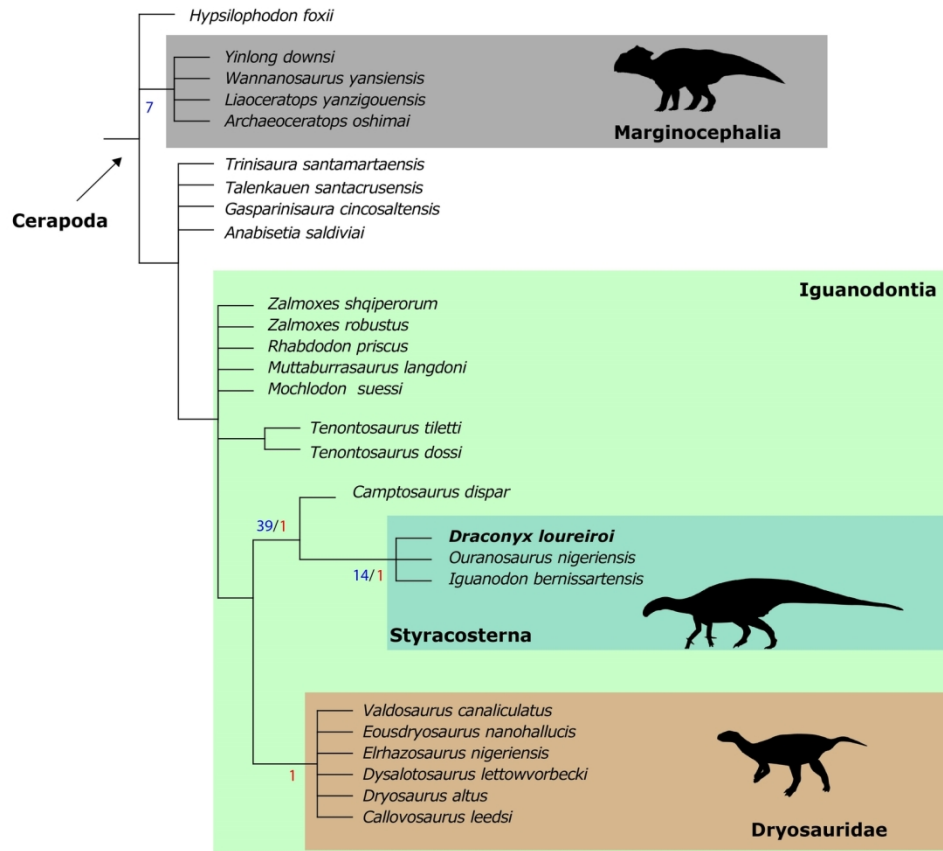 Hypsilophodon foxii
Yinlong downsi
Wannanosaurus yansiensis
Liaoceratops yanzigouensis
Archaeoceratops oshimai
7
Marginocephalia
Trinisaura santamartaensis
Talenkauen santacrusensis
Cerapoda
Gasparinisaura cincosaltensis
Anabisetia saldiviai
Iguanodontia
Zalmoxes shqiperorum
Zalmoxes robustus
Rhabdodon priscus
Muttaburrasaurus langdoni
Mochlodon suessi
Tenontosaurus tiletti
Tenontosaurus dossi
Camptosaurus dispar
39/1
Draconyx loureiroi
Ouranosaurus nigeriensis
14/1
Iguanodon bernissartensis
Styracosterna
Valdosaurus canaliculatus
Eousdryosaurus nanohallucis
Elrhazosaurus nigeriensis
1
Dysalotosaurus lettowvorbecki
Dryosaurus altus
Callovosaurus leedsi
Dryosauridae